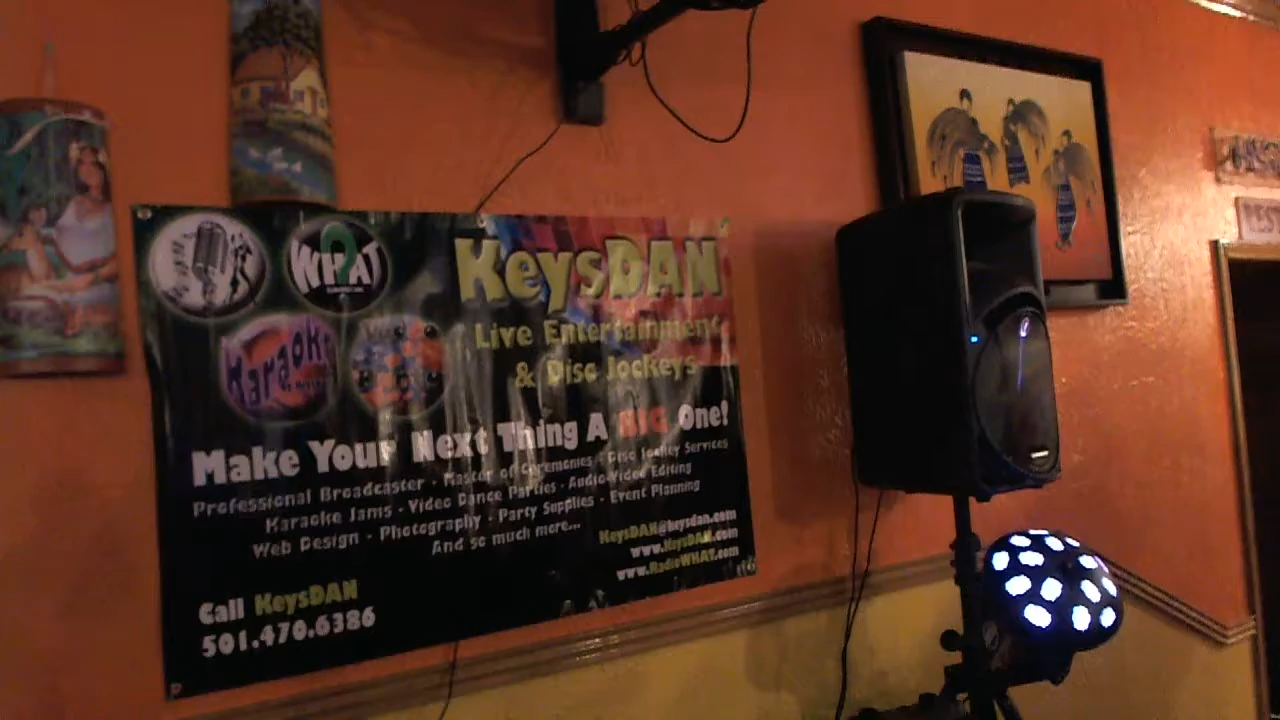 WHAT
Karaoke
KeysDAN
Live Entertainment
& Disc Jockeys
Make Your Next Thing A BIG One!
Professional Broadcaster - Master of Ceremonies - Disc Jockey Services
Karaoke Jams - Video Dance Parties - Audio-Video Editing
Web Design - Photography - Party Supplies - Event Planning
And so much more...
KeysDAN@keysdan.com
www.KeysDAN.com
www.RadioWHAT.com
Call KeysDAN
501.470.6386